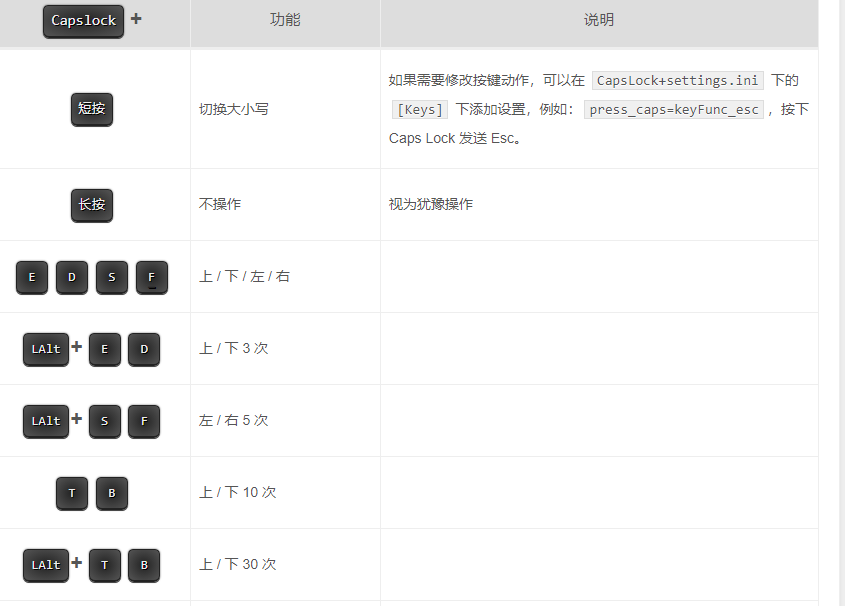 Capslock + 功能 说明
如果需要修改按键动作，可以在 CapsLock+settings.ini 下的
短按 切换大小写 [Keys] 下添加设置，例如： press_caps=keyFunc_esc ，按下
Caps Lock 发送 Esc。
长按 不操作 视为犹豫操作
E D S F 上 / 下 / 左 / 右
LAlt + E D 上 / 下 3 次
LAlt + S F 左 / 右 5 次
T B 上 / 下 10 次
LAlt + T B 上 / 下 30 次